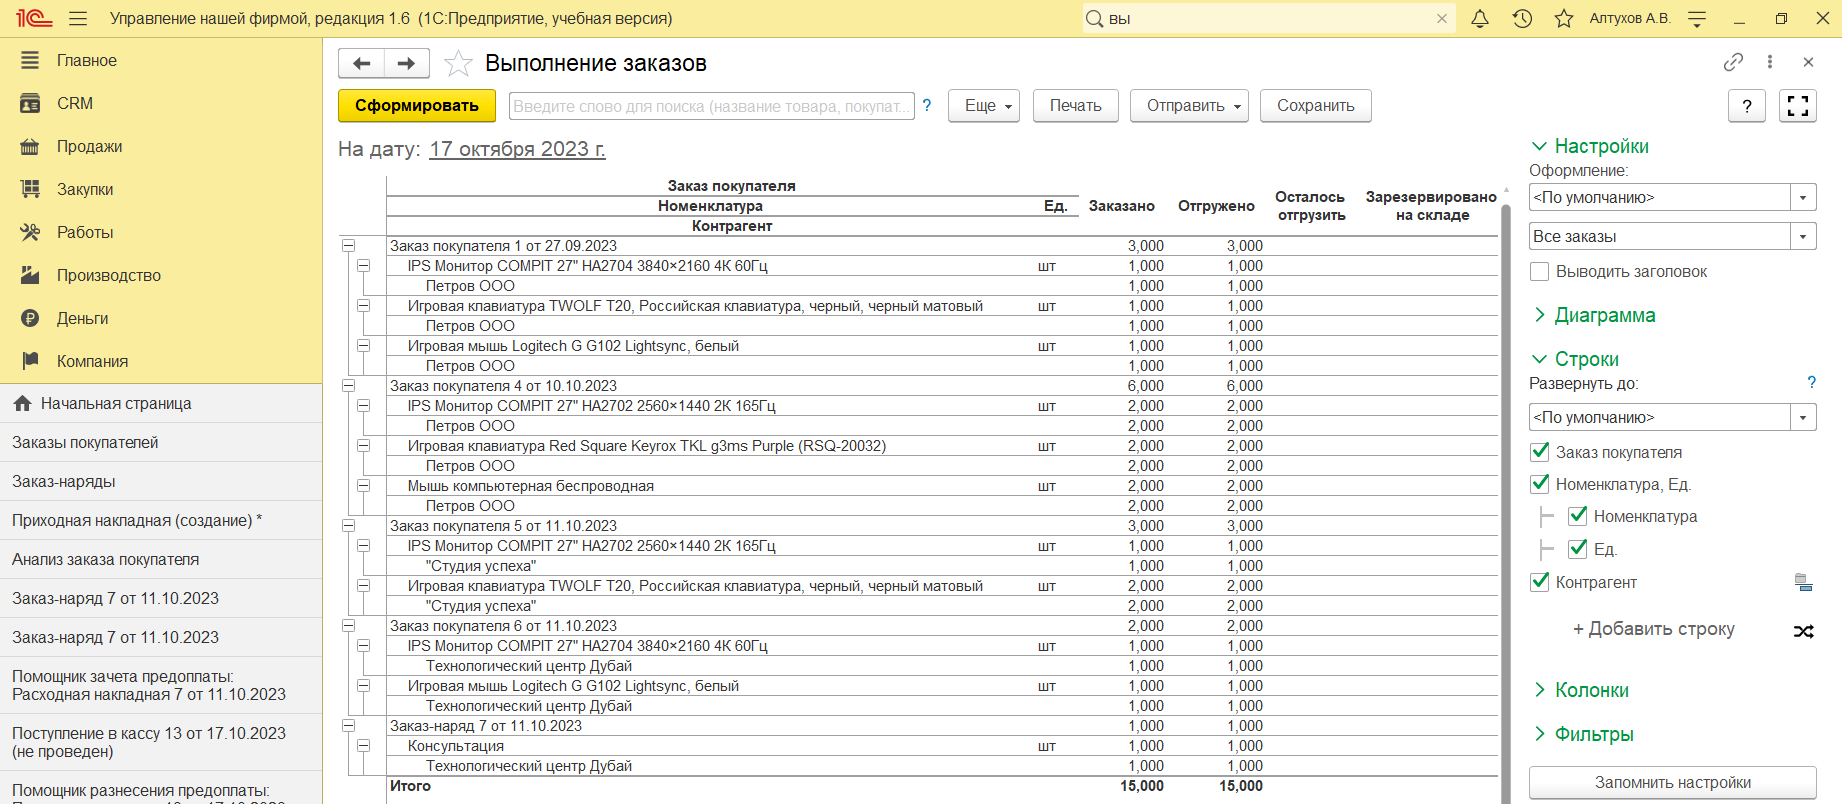 1С Управление нашей фирмой, редакция 1.6 (1С:Предприятие, учебная версия)
вы
Алтухов А.В.
Главное
CRM
Продажи
Закупки
Работы
Производство
Деньги
Компания
Начальная страница
Заказы покупателей
Заказ-наряды
Приходная накладная (создание) *
Анализ заказа покупателя
Заказ-наряд 7 от 11.10.2023
Заказ-наряд 7 от 11.10.2023
Помощник зачета предоплаты:
Расходная накладная 7 от 11.10.2023
Поступление в кассу 13 от 17.10.2023
(не проведен)
Помощник разнесения предоплаты:
Выполнение заказов
Сформировать
Введите слово для поиска (название товара, покупат...
?
Еще
Печать
Отправить
Сохранить
?
На дату: 17 октября 2023 г.
Заказ покупателя
Номенклатура Ед. Заказано Отгружено Осталось отгрузить Зарезервировано на складе
Контрагент
Заказ покупателя 1 от 27.09.2023 3,000 3,000
IPS Монитор COMPIT 27" HA2704 3840×2160 4К 60Гц шт 1,000 1,000
Петров ООО 1,000 1,000
Игровая клавиатура TWOLF T20, Российская клавиатура, черный, черный матовый шт 1,000 1,000
Петров ООО 1,000 1,000
Игровая мышь Logitech G G102 Lightsync, белый шт 1,000 1,000
Петров ООО 1,000 1,000
Заказ покупателя 4 от 10.10.2023 6,000 6,000
IPS Монитор COMPIT 27" HA2702 2560×1440 2К 165Гц шт 2,000 2,000
Петров ООО 2,000 2,000
Игровая клавиатура Red Square Keyrox TKL g3ms Purple (RSQ-20032) шт 2,000 2,000
Петров ООО 2,000 2,000
Мышь компьютерная беспроводная шт 2,000 2,000
Петров ООО 2,000 2,000
Заказ покупателя 5 от 11.10.2023 3,000 3,000
IPS Монитор COMPIT 27" HA2702 2560×1440 2К 165Гц шт 1,000 1,000
"Студия успеха" 1,000 1,000
Игровая клавиатура TWOLF T20, Российская клавиатура, черный, черный матовый шт 2,000 2,000
"Студия успеха" 2,000 2,000
Заказ покупателя 6 от 11.10.2023 2,000 2,000
IPS Монитор COMPIT 27" HA2704 3840×2160 4К 60Гц шт 1,000 1,000
Технологический центр Дубай 1,000 1,000
Игровая мышь Logitech G G102 Lightsync, белый шт 1,000 1,000
Технологический центр Дубай 1,000 1,000
Заказ-наряд 7 от 11.10.2023 1,000 1,000
Консультация шт 1,000 1,000
Технологический центр Дубай 1,000 1,000
Итого 15,000 15,000
Настройки
Оформление:
<По умолчанию>
Все заказы
Выводить заголовок
Диаграмма
Строки
Развернуть до: ?
<По умолчанию>
Заказ покупателя
Номенклатура, Ед.
Номенклатура
Ед.
Контрагент
+ Добавить строку
Колонки
Фильтры
Запомнить настройки